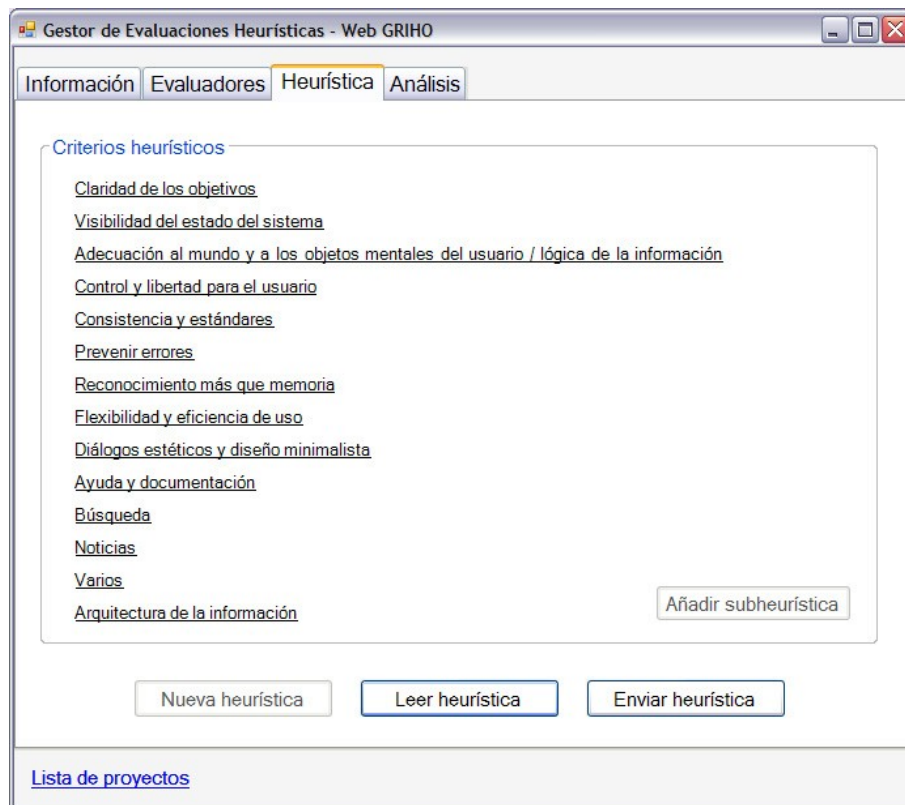 Gestor de Evaluaciones Heurísticas - Web GRIHO
Información Evaluadores Heurística Análisis
Criterios heurísticos
Claridad de los objetivos
Visibilidad del estado del sistema
Adecuación al mundo y a los objetos mentales del usuario / lógica de la información
Control y libertad para el usuario
Consistencia y estándares
Prevenir errores
Reconocimiento más que memoria
Flexibilidad y eficiencia de uso
Diálogos estéticos y diseño minimalista
Ayuda y documentación
Búsqueda
Noticias
Varios
Arquitectura de la información
Añadir subheurística
Nueva heurística Leer heurística Enviar heurística
Lista de proyectos